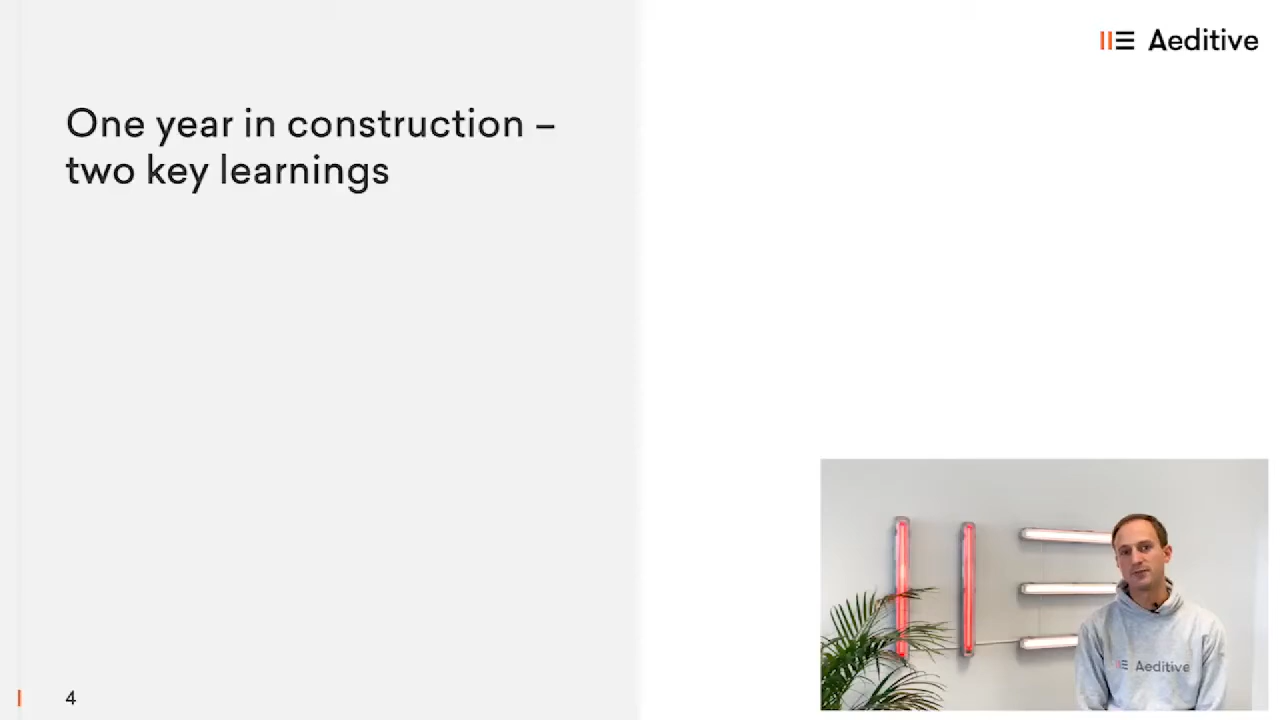 Aeditive
One year in construction –
two key learnings
Aeditive
4